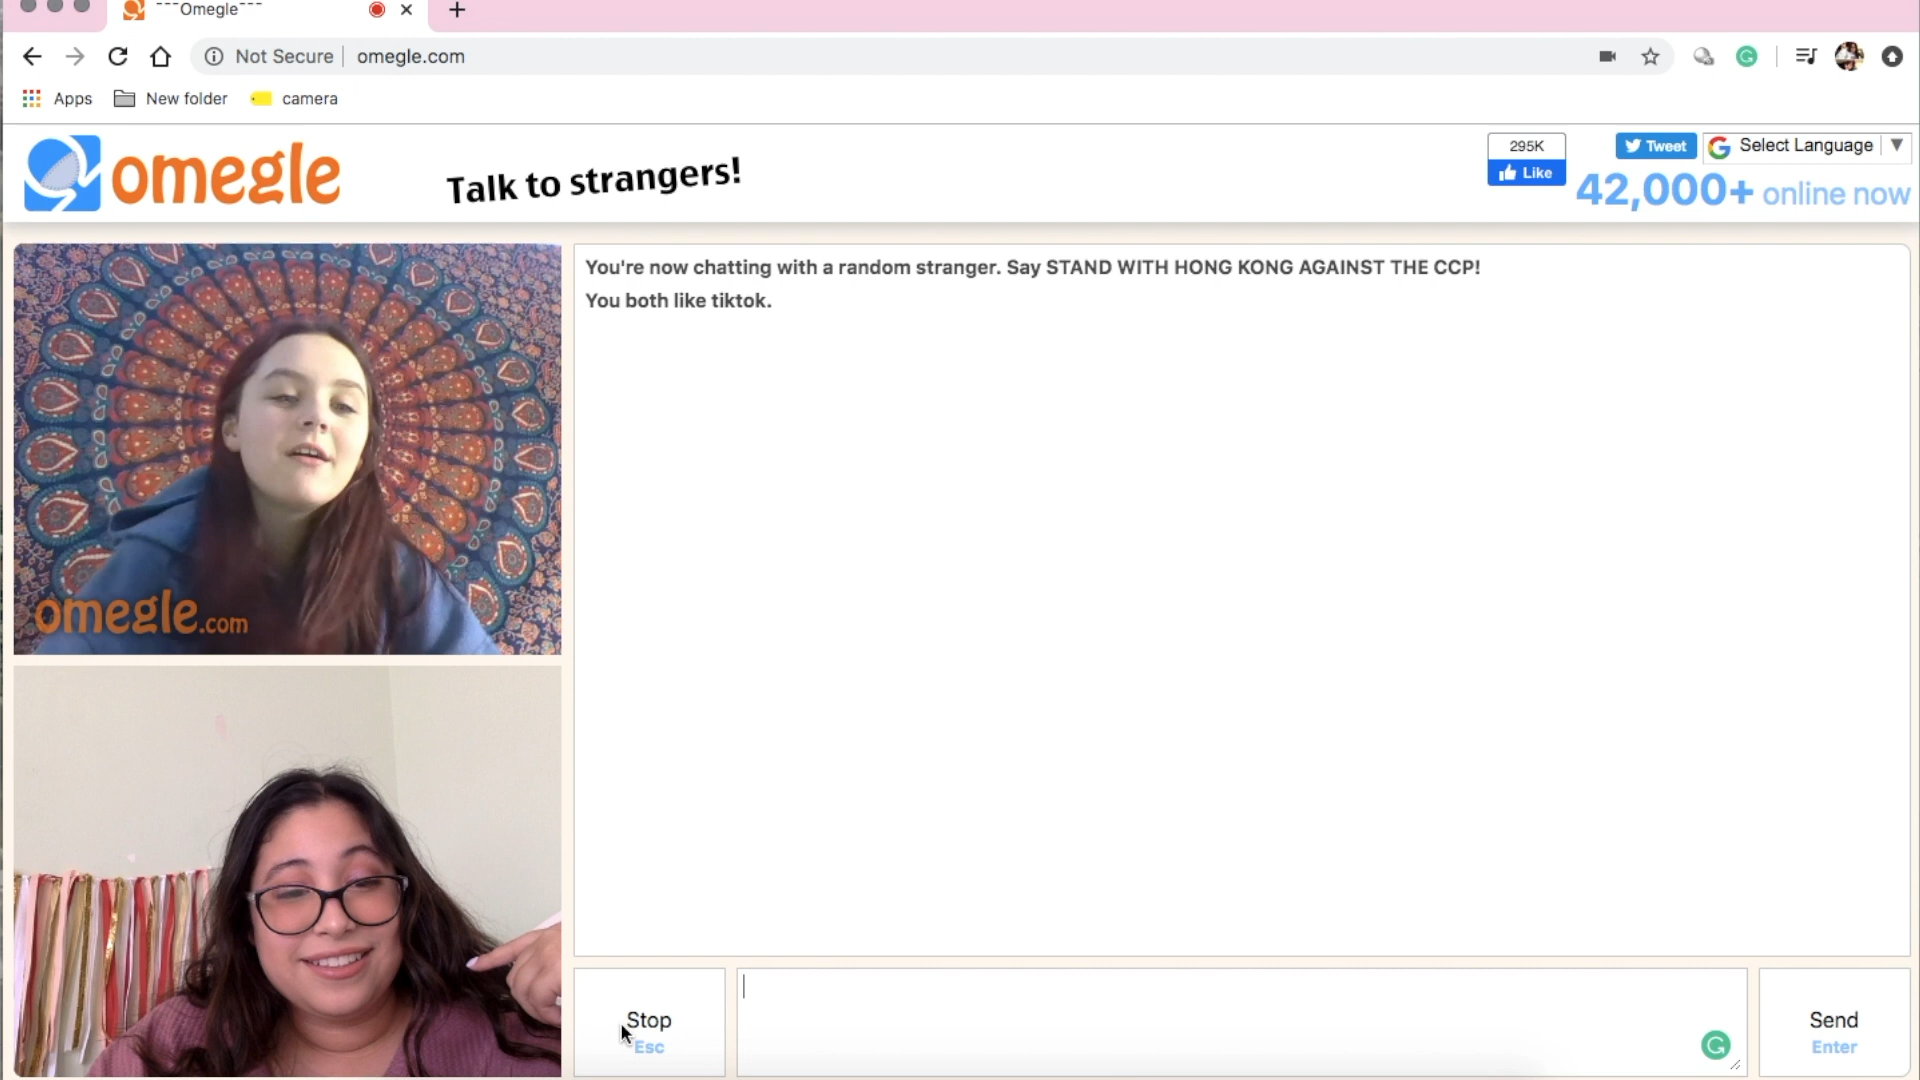 ---Omegle---
Not Secure | omegle.com
Apps New folder camera
omegle
Talk to strangers!
295K
Like
Tweet
Select Language
42,000+ online now
You're now chatting with a random stranger. Say STAND WITH HONG KONG AGAINST THE CCP!
You both like tiktok.
omegle.com
Stop
Esc
Send
Enter